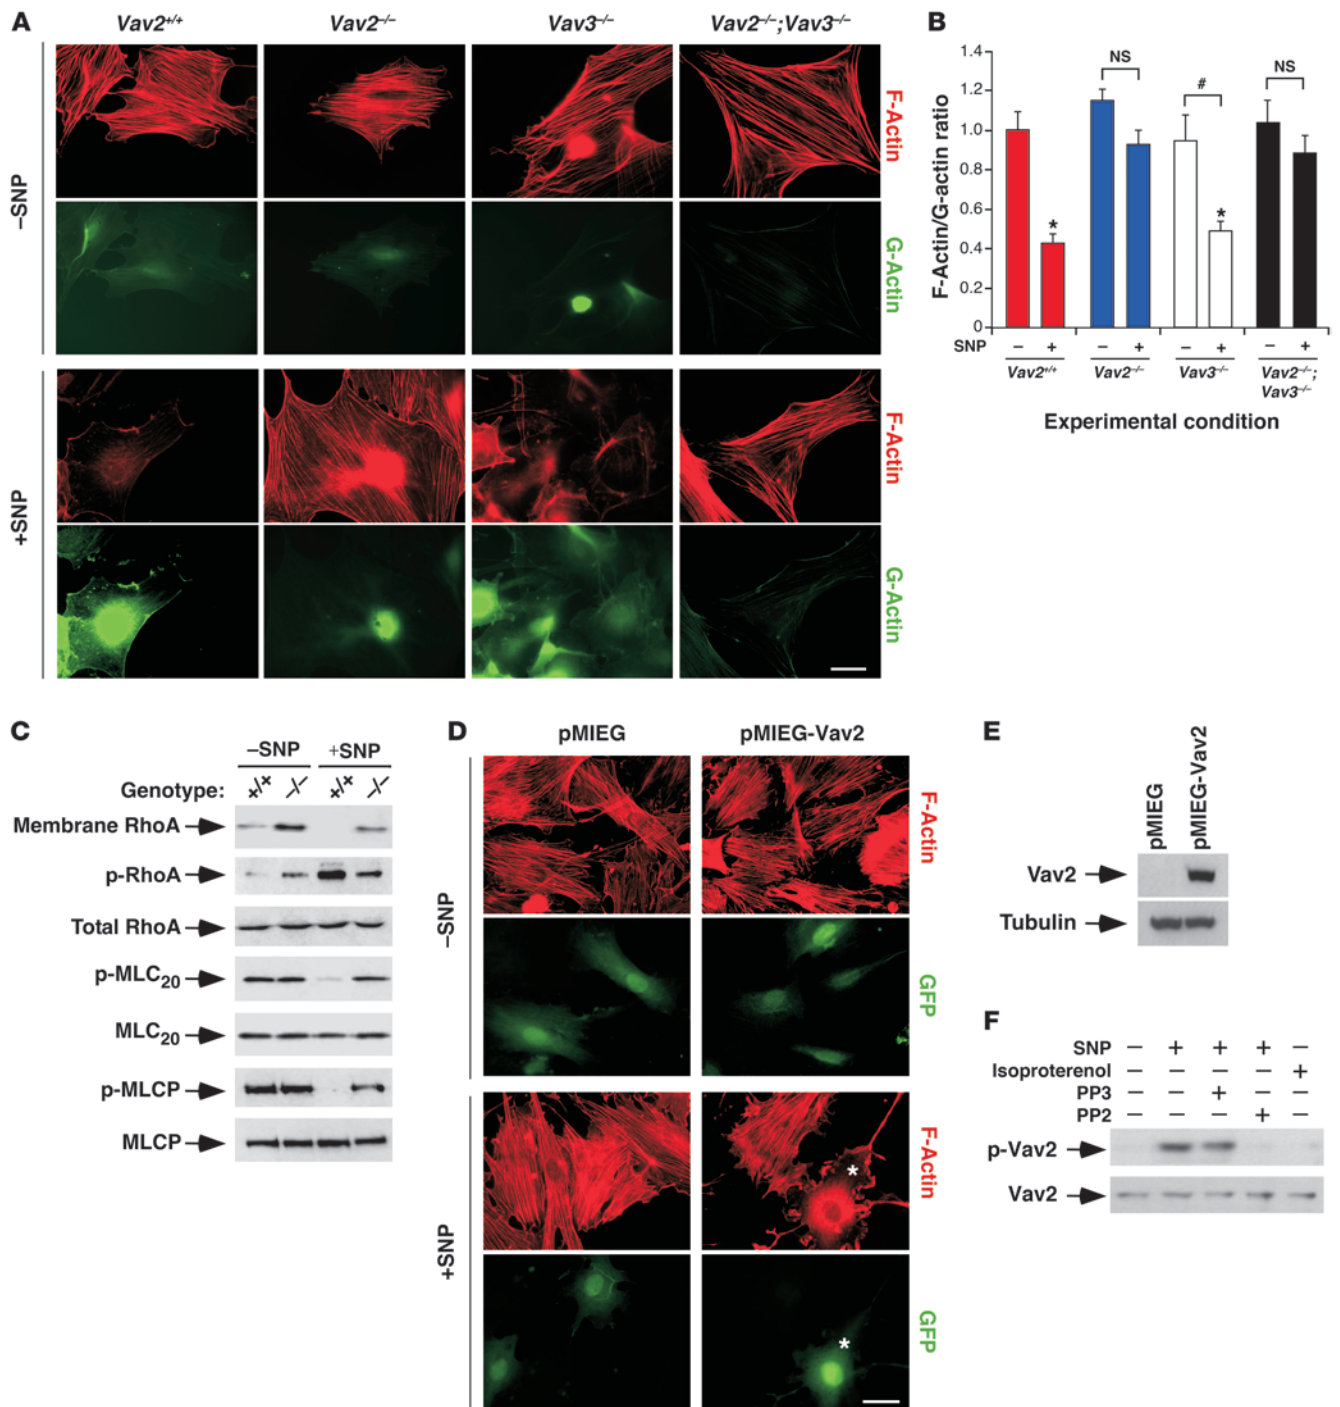 A
Vav2+/+ Vav2–/– Vav3–/– Vav2–/–;Vav3–/–
–SNP
F-Actin
G-Actin
+SNP
F-Actin
G-Actin
B
F-Actin/G-actin ratio
1.4
1.2
1.0
0.8
0.6
0.4
0.2
0
NS
#
NS
*
*
SNP – + – + – + – +
Vav2+/+ Vav2–/– Vav3–/– Vav2–/–;
Vav3–/–
Experimental condition
C
–SNP +SNP
Genotype: +/+ –/– +/+ –/–
Membrane RhoA
p-RhoA
Total RhoA
p-MLC20
MLC20
p-MLCP
MLCP
D
pMIEG pMIEG-Vav2
–SNP
F-Actin
GFP
+SNP
F-Actin
*
GFP
*
E
pMIEG
pMIEG-Vav2
Vav2
Tubulin
F
SNP – + + + –
Isoproterenol – – – – +
PP3 – – + – –
PP2 – – – + –
p-Vav2
Vav2